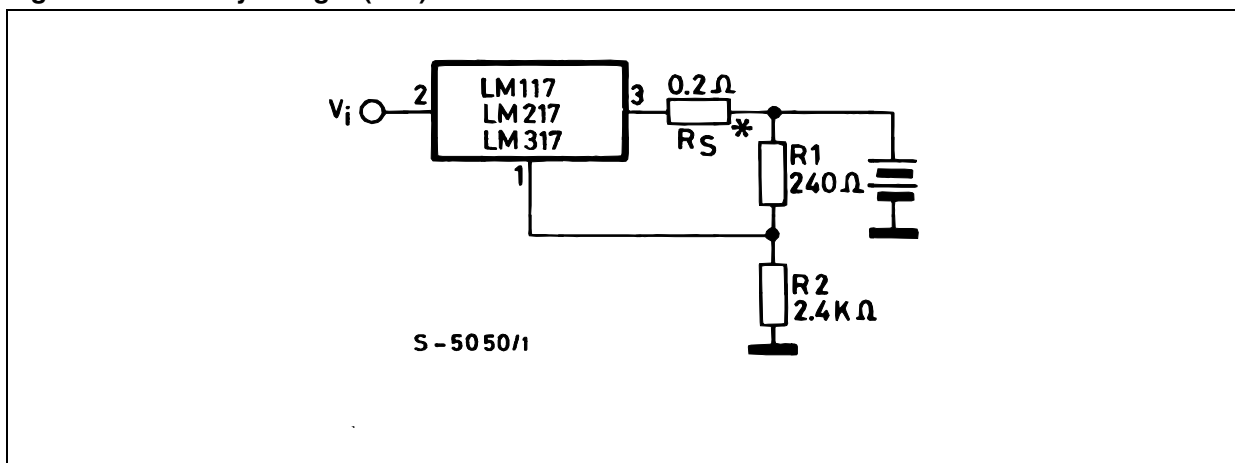 LM117
LM217
LM317
Vi
2
3
1
0.2Ω
RS
*
R1
240Ω
R2
2.4KΩ
S-5050/1